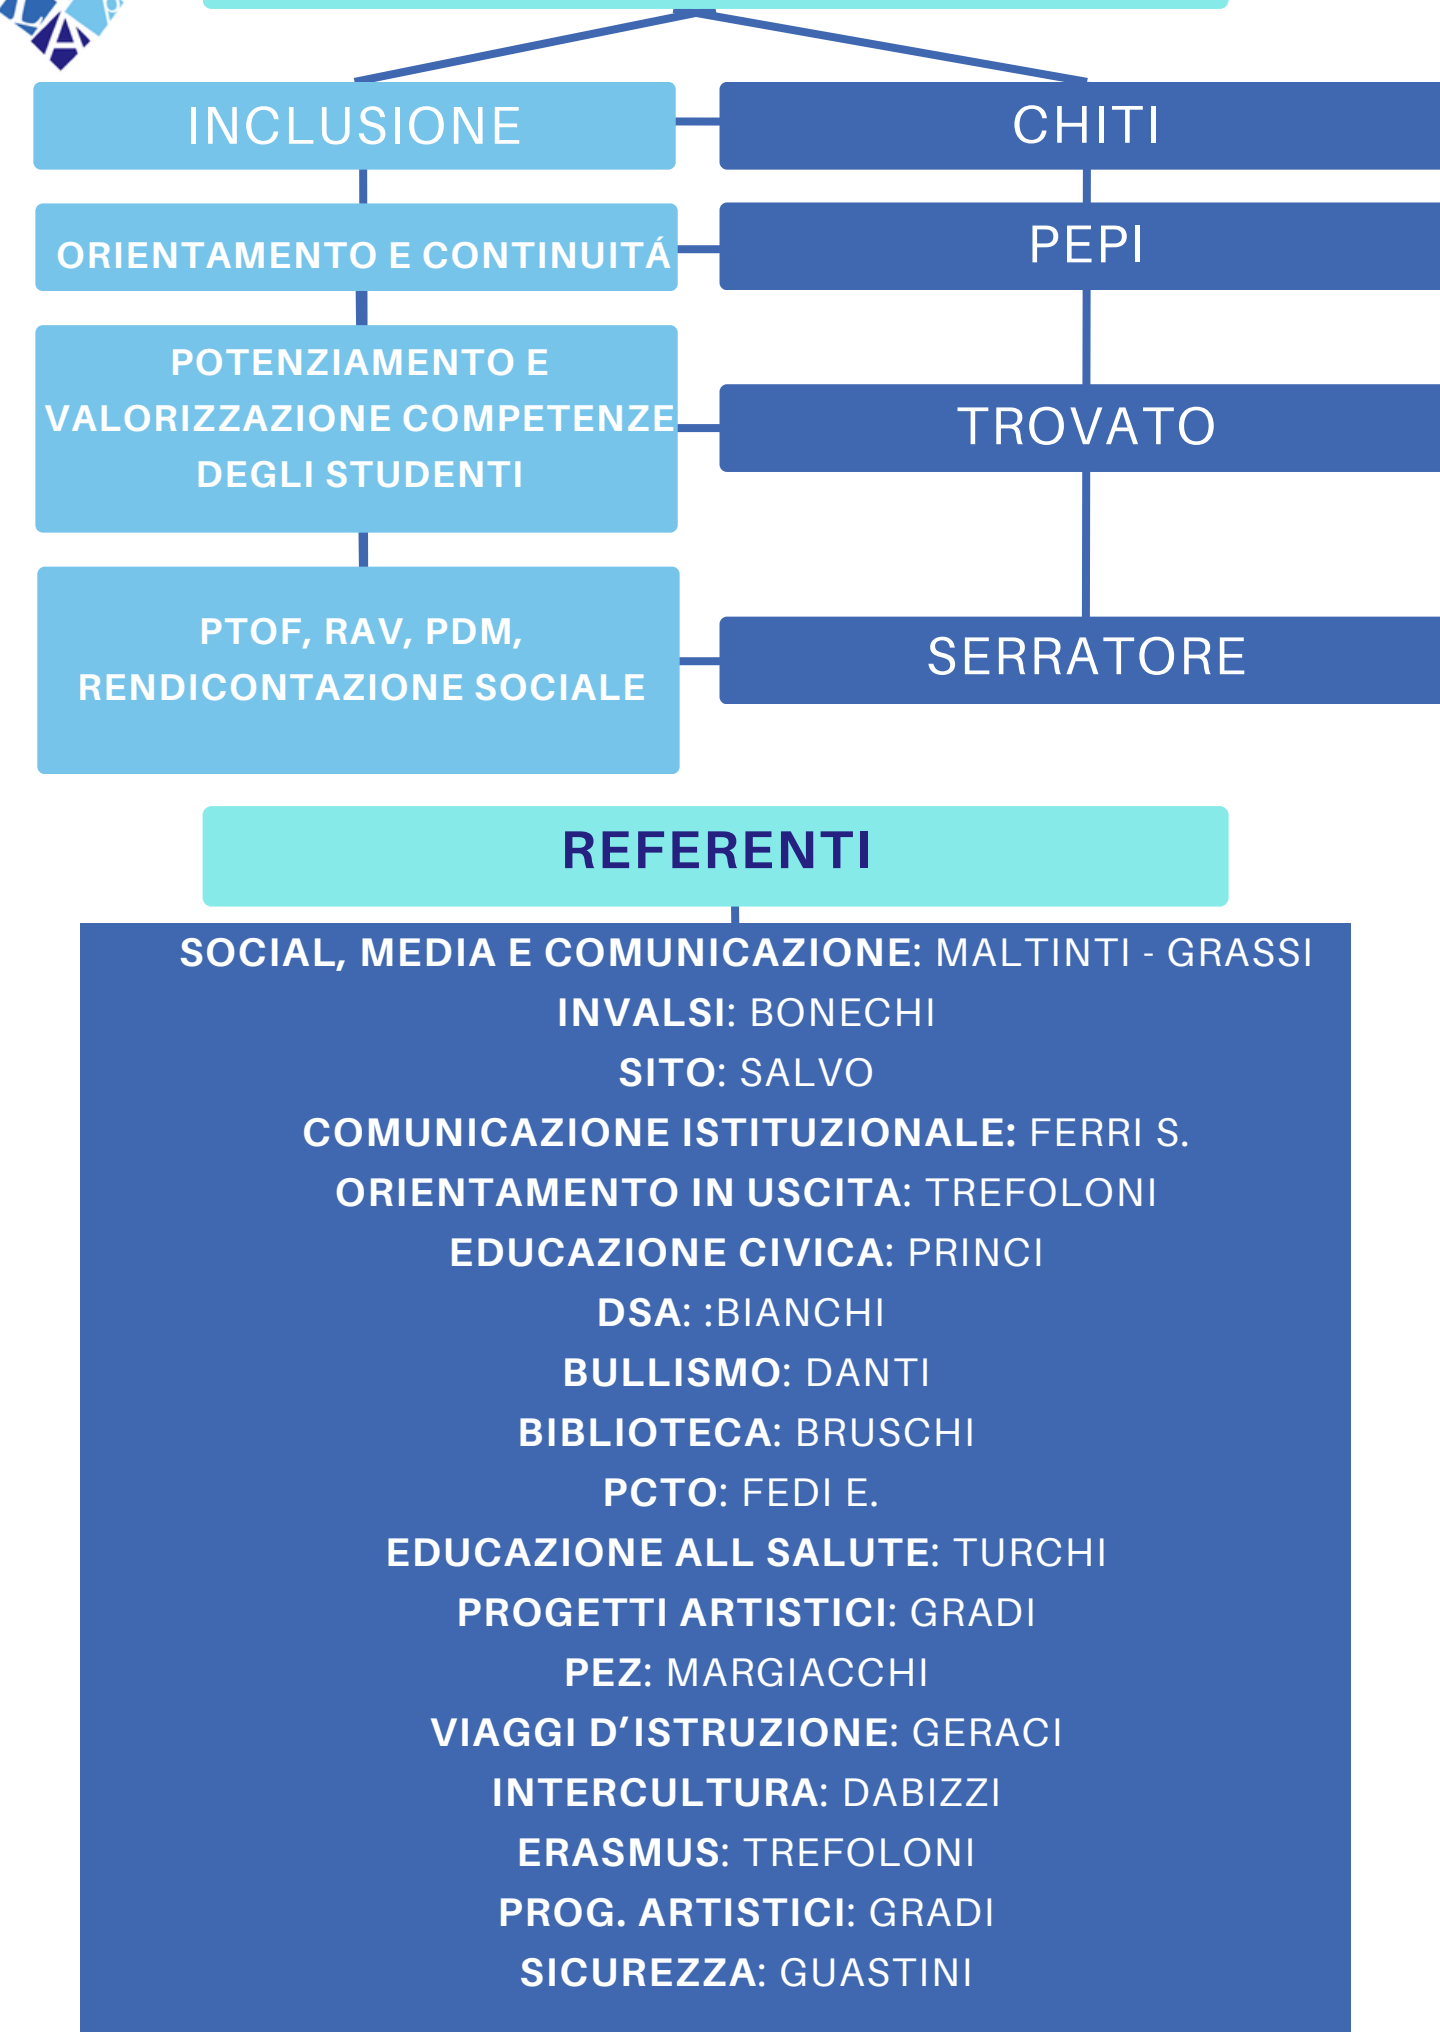 L
A
INCLUSIONE
CHITI
ORIENTAMENTO E CONTINUITÁ
PEPI
POTENZIAMENTO E
VALORIZZAZIONE COMPETENZE
DEGLI STUDENTI
TROVATO
PTOF, RAV, PDM,
RENDICONTAZIONE SOCIALE
SERRATORE
REFERENTI
SOCIAL, MEDIA E COMUNICAZIONE: MALTINTI - GRASSI
INVALSI: BONECHI
SITO: SALVO
COMUNICAZIONE ISTITUZIONALE: FERRI S.
ORIENTAMENTO IN USCITA: TREFOLONI
EDUCAZIONE CIVICA: PRINCI
DSA: :BIANCHI
BULLISMO: DANTI
BIBLIOTECA: BRUSCHI
PCTO: FEDI E.
EDUCAZIONE ALL SALUTE: TURCHI
PROGETTI ARTISTICI: GRADI
PEZ: MARGIACCHI
VIAGGI D’ISTRUZIONE: GERACI
INTERCULTURA: DABIZZI
ERASMUS: TREFOLONI
PROG. ARTISTICI: GRADI
SICUREZZA: GUASTINI